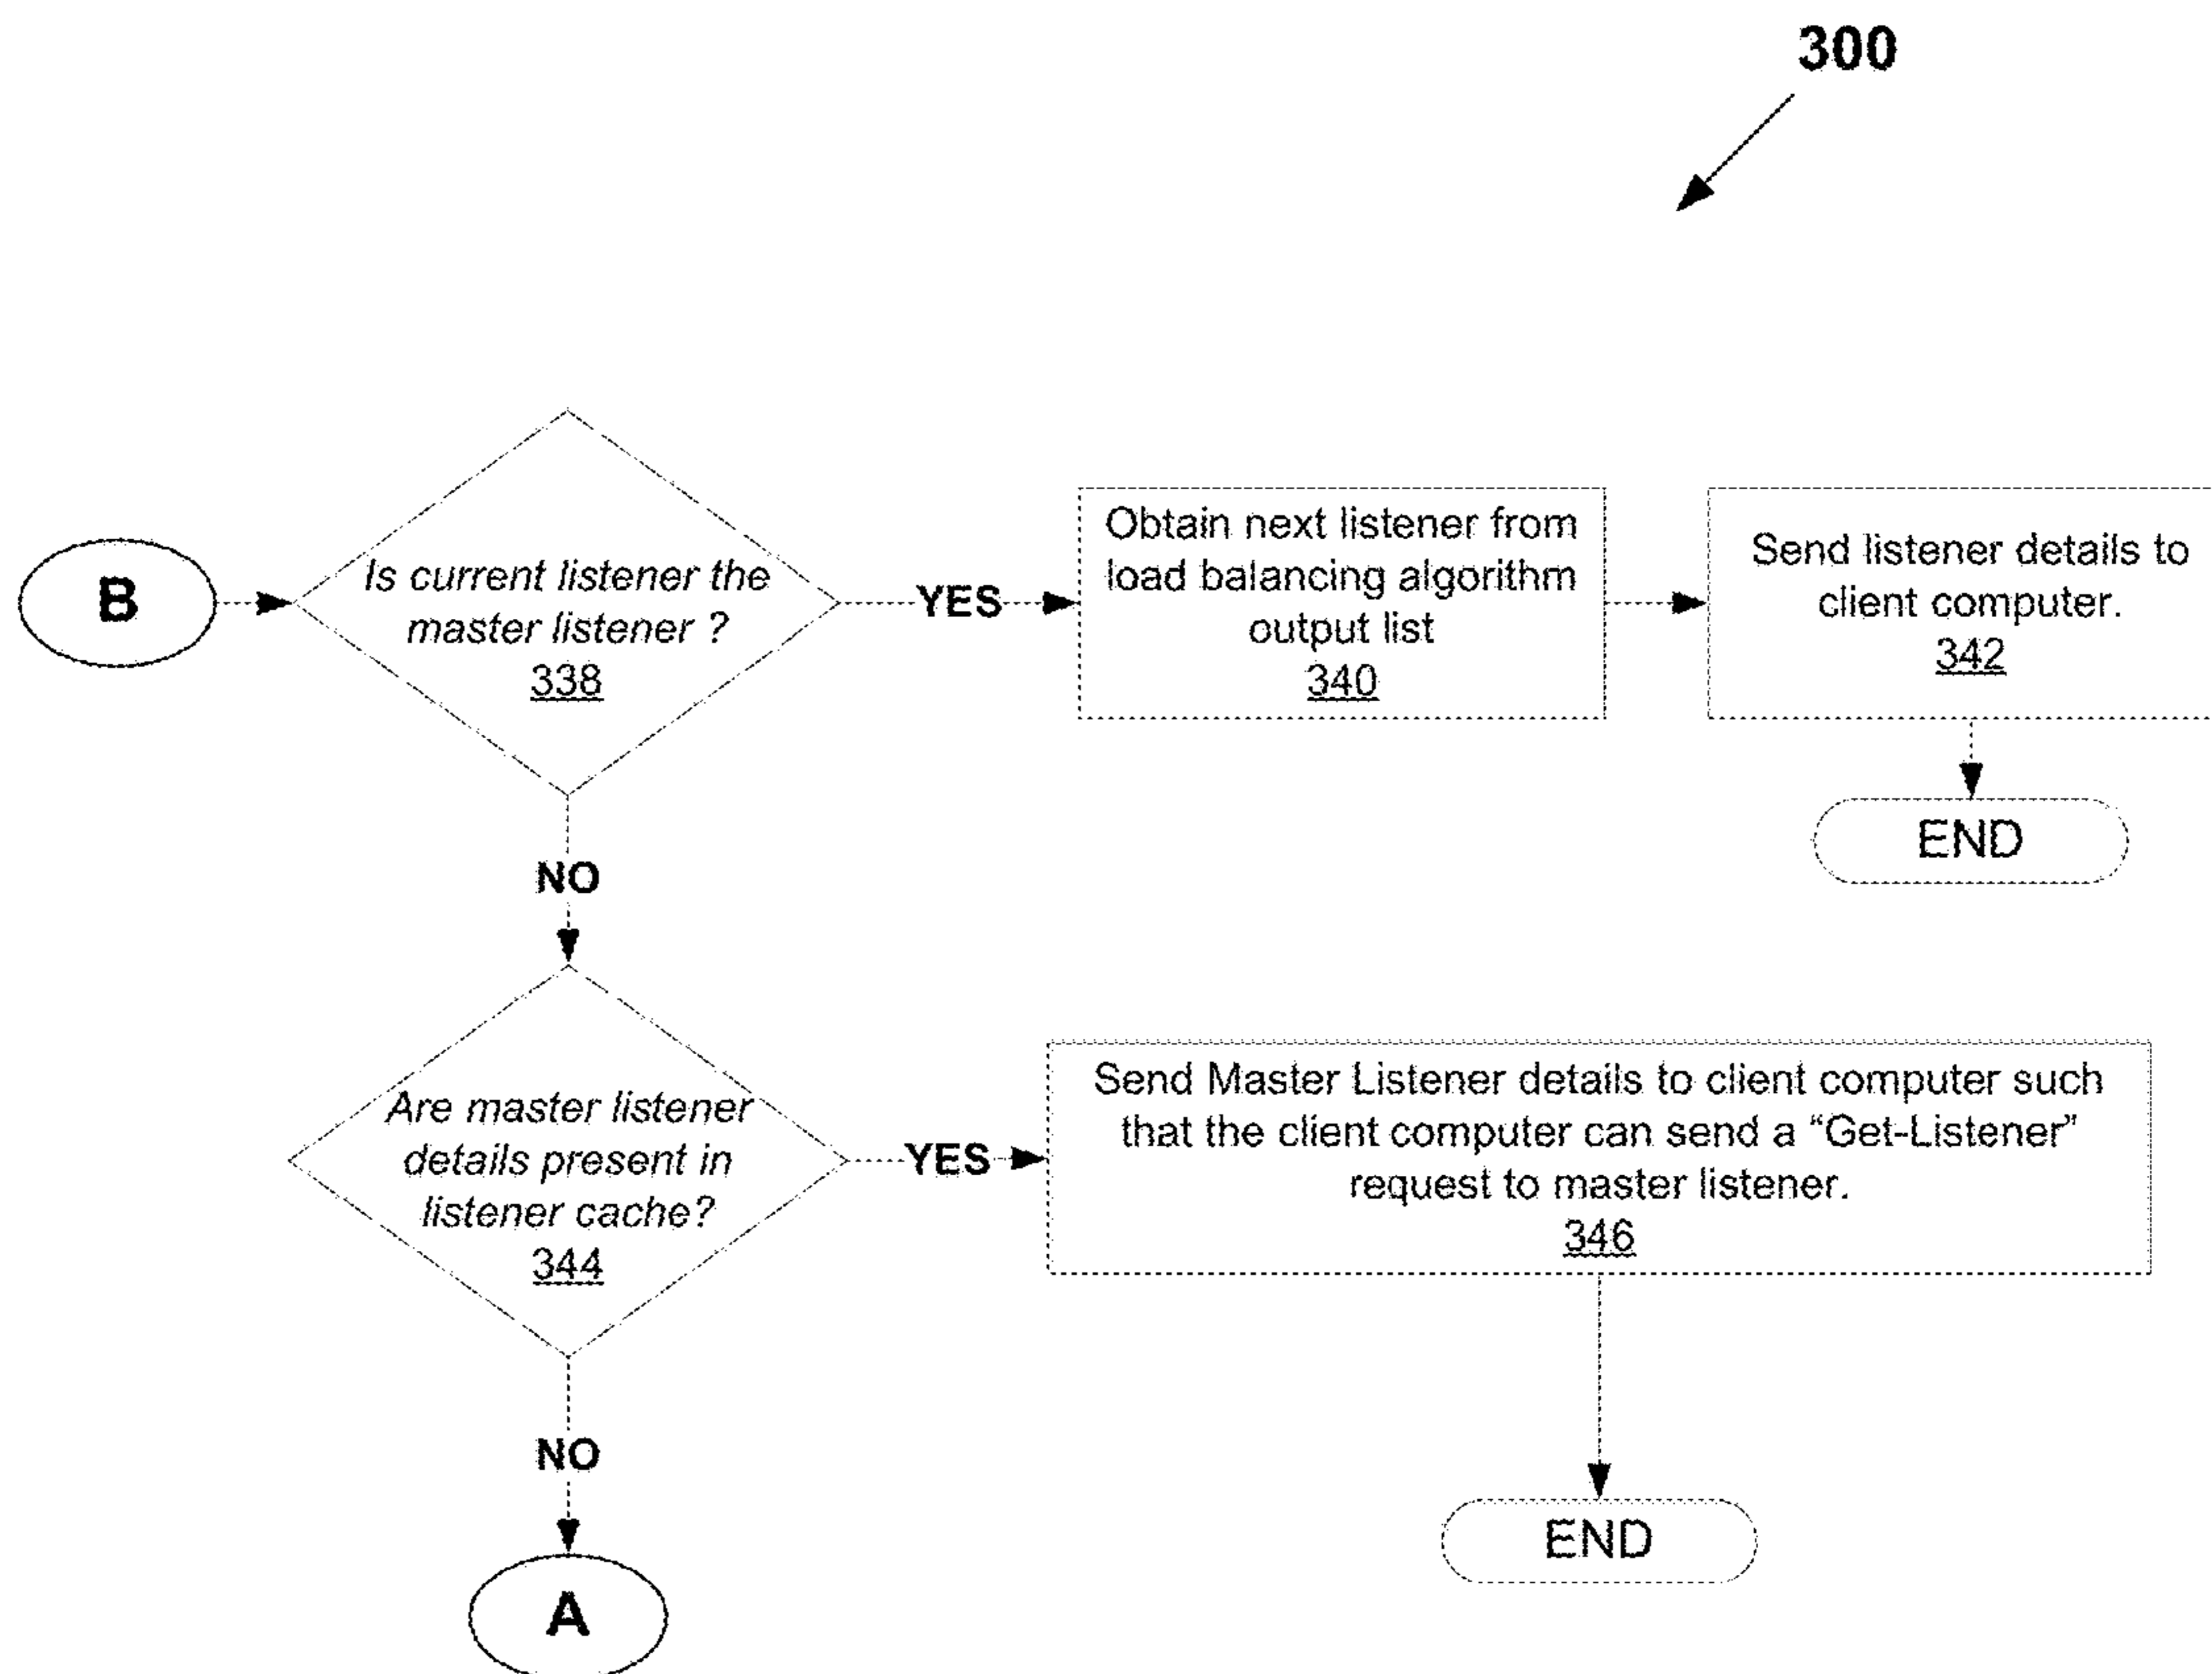 300
B
Is current listener the
master listener ?
338
YES
Obtain next listener from
load balancing algorithm
output list
340
Send listener details to
client computer.
342
END
NO
Are master listener
details present in
listener cache?
344
YES
Send Master Listener details to client computer such
that the client computer can send a “Get-Listener”
request to master listener.
346
END
NO
A